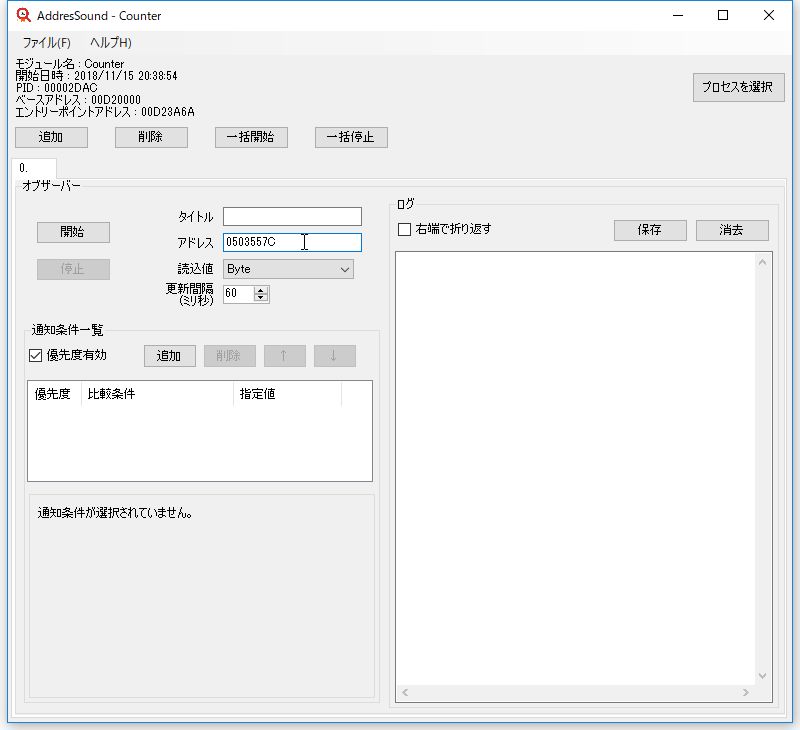 AddresSound - Counter
ファイル(F) ヘルプ(H)
モジュール名 : Counter
開始日時 : 2018/11/15 20:38:54
PID : 00002DAC
ベースアドレス : 00D20000
エントリーポイントアドレス : 00D23A6A
プロセスを選択
追加 削除 一括開始 一括停止
0.
オブザーバー
開始
停止
タイトル
アドレス 0503557C
読込値 Byte
更新間隔
(ミリ秒) 60
通知条件一覧
優先度有効 追加 削除 ↑ ↓
優先度 比較条件 指定値
通知条件が選択されていません。
ログ
右端で折り返す 保存 消去